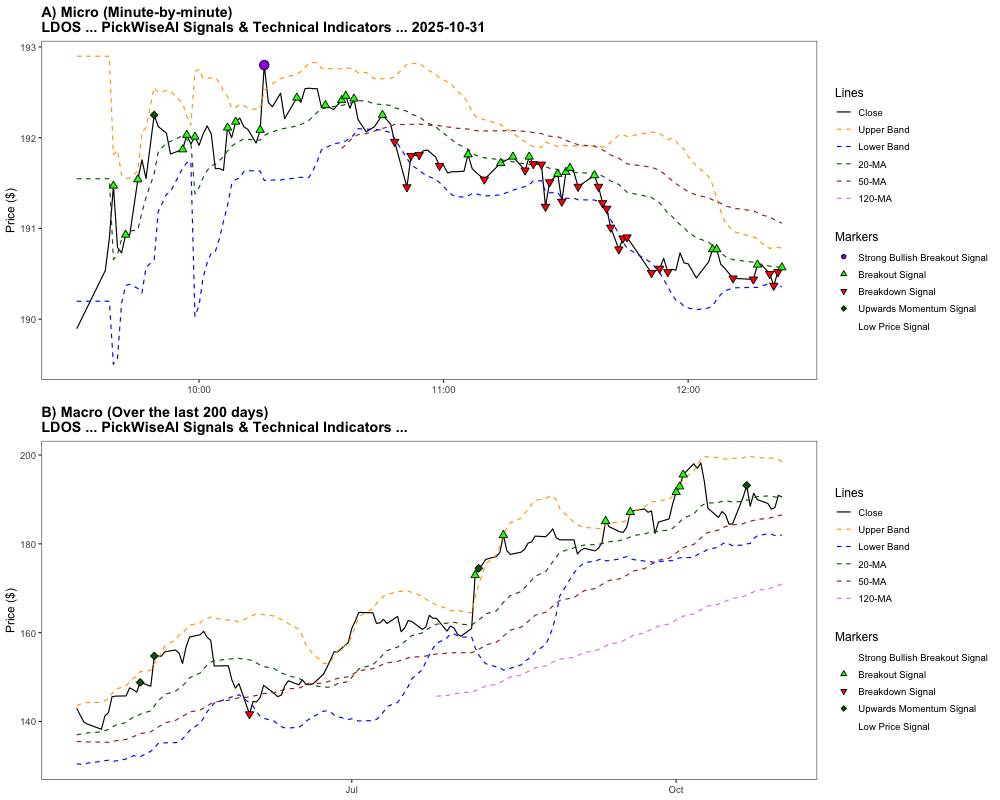 A) Micro (Minute-by-minute)
LDOS ... PickWiseAI Signals & Technical Indicators ... 2025-10-31
193
192
191
190
Price ($)
10:00
11:00
12:00
Lines
Close
Upper Band
Lower Band
20-MA
50-MA
120-MA
Markers
Strong Bullish Breakout Signal
Breakout Signal
Breakdown Signal
Upwards Momentum Signal
Low Price Signal
B) Macro (Over the last 200 days)
LDOS ... PickWiseAI Signals & Technical Indicators ...
200
180
160
140
Price ($)
Jul
Oct
Lines
Close
Upper Band
Lower Band
20-MA
50-MA
120-MA
Markers
Strong Bullish Breakout Signal
Breakout Signal
Breakdown Signal
Upwards Momentum Signal
Low Price Signal